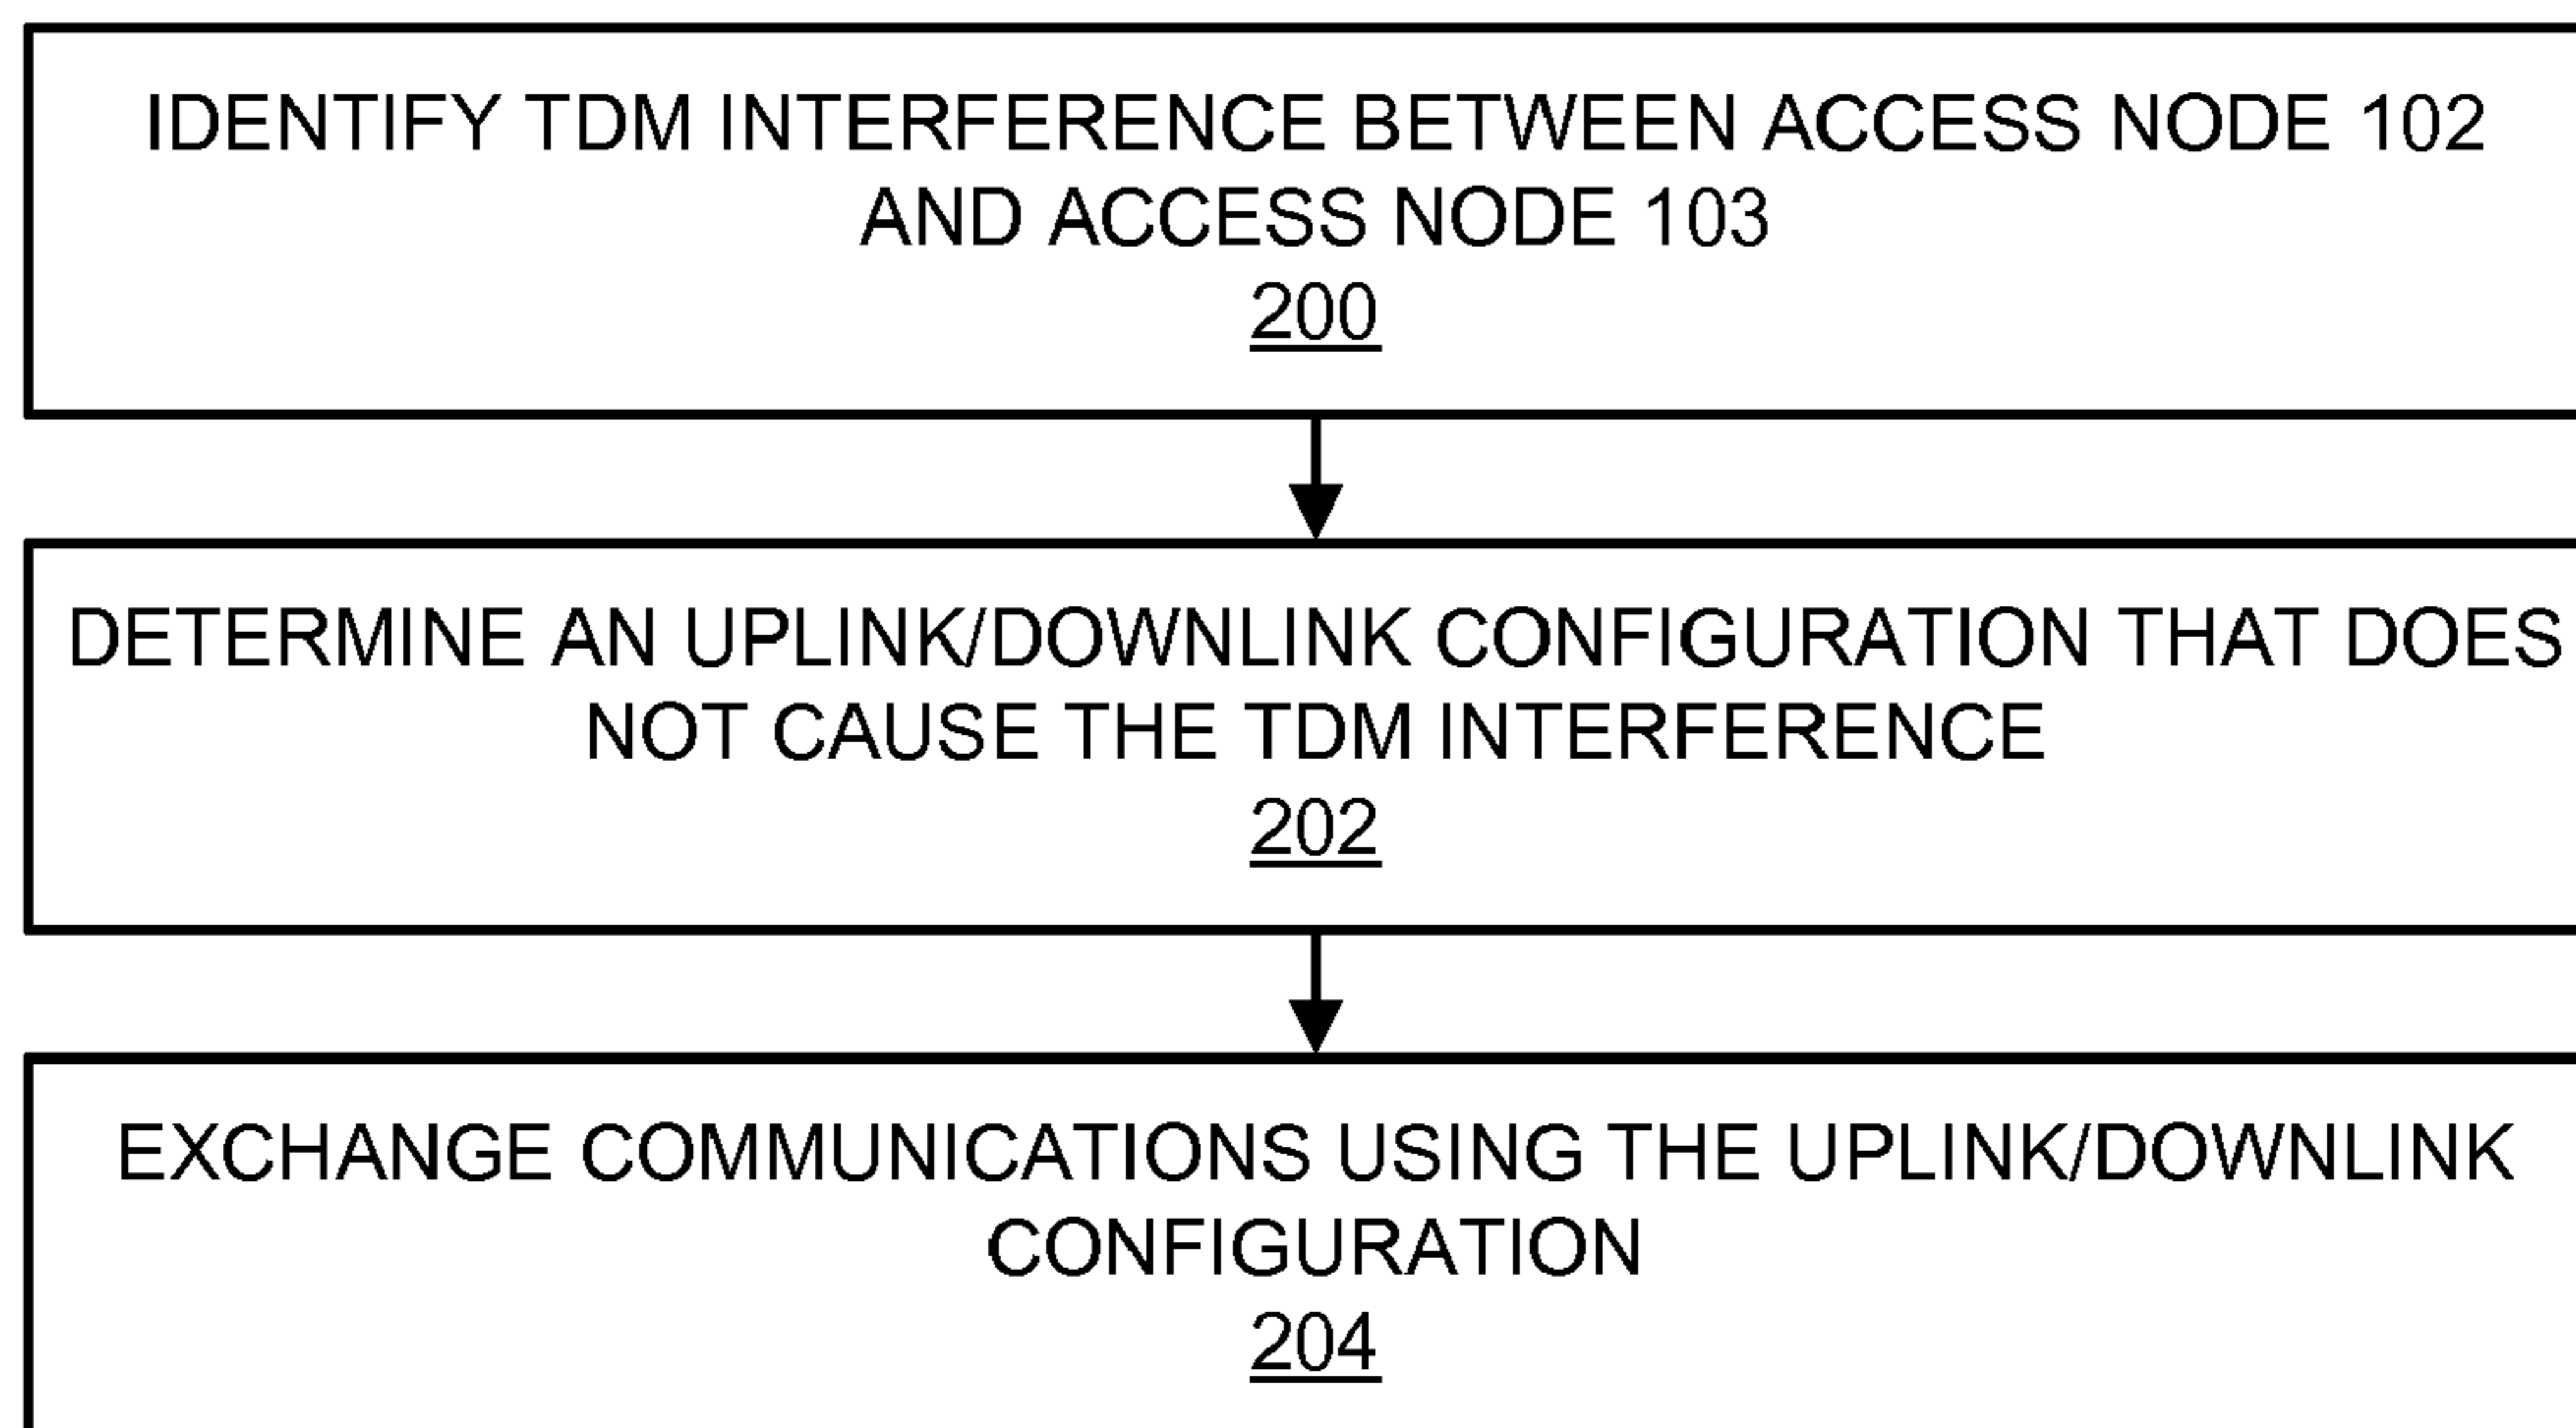 IDENTIFY TDM INTERFERENCE BETWEEN ACCESS NODE 102
AND ACCESS NODE 103
200
DETERMINE AN UPLINK/DOWNLINK CONFIGURATION THAT DOES
NOT CAUSE THE TDM INTERFERENCE
202
EXCHANGE COMMUNICATIONS USING THE UPLINK/DOWNLINK
CONFIGURATION
204